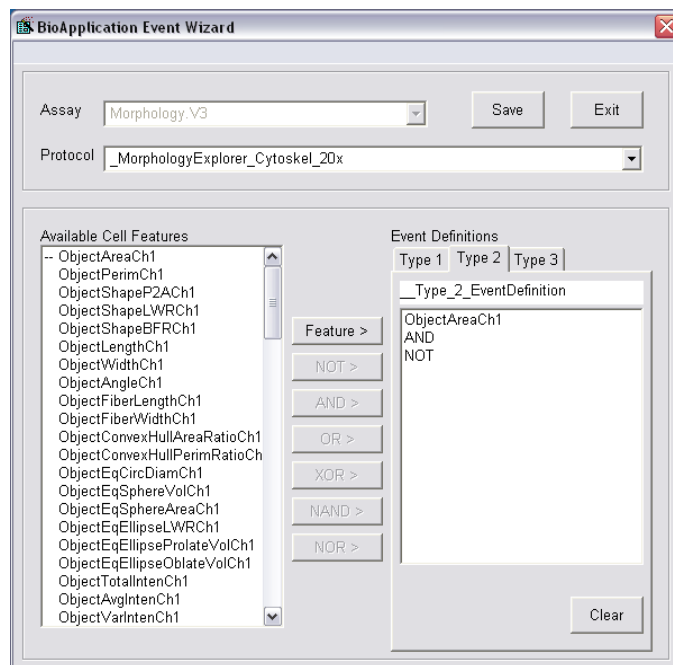 BioApplication Event Wizard
Assay
Morphology.V3
Save
Exit
Protocol
_MorphologyExplorer_Cytoskel_20x
Available Cell Features
-- ObjectAreaCh1
ObjectPerimCh1
ObjectShapeP2ACh1
ObjectShapeLWRCh1
ObjectShapeBFRCh1
ObjectLengthCh1
ObjectWidthCh1
ObjectAngleCh1
ObjectFiberLengthCh1
ObjectFiberWidthCh1
ObjectConvexHullAreaRatioCh1
ObjectConvexHullPerimRatioCh
ObjectEqCircDiamCh1
ObjectEqSphereVolCh1
ObjectEqSphereAreaCh1
ObjectEqEllipseLWRCh1
ObjectEqEllipseProlateVolCh1
ObjectEqEllipseOblateVolCh1
ObjectTotalIntenCh1
ObjectAvgIntenCh1
ObjectVarIntenCh1
Feature >
NOT >
AND >
OR >
XOR >
NAND >
NOR >
Event Definitions
Type 1 Type 2 Type 3
__Type_2_EventDefinition
ObjectAreaCh1
AND
NOT
Clear